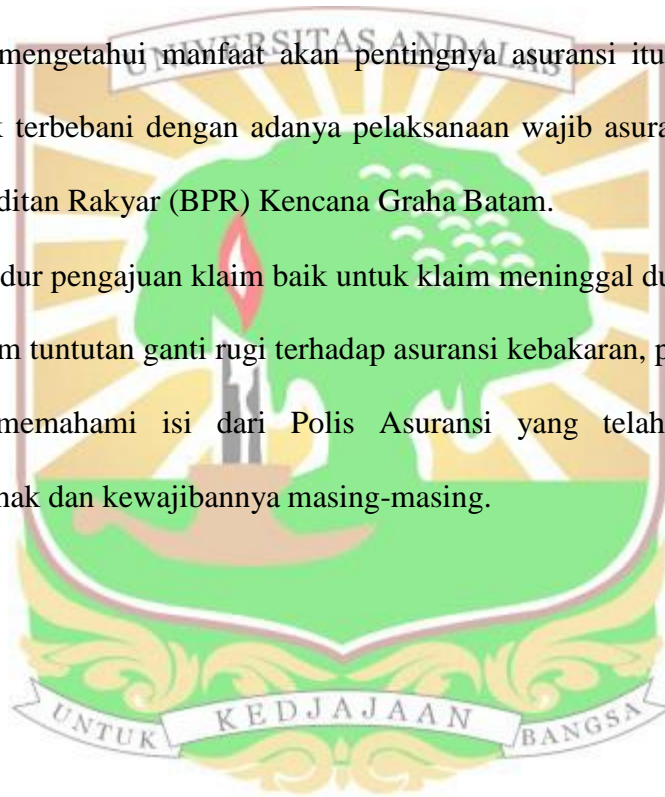 UNIVERSITAS ANDALAS
mengetahui manfaat akan pentingnya asuransi itu
terbebani dengan adanya pelaksanaan wajib asura
ditan Rakyar (BPR) Kencana Graha Batam.
dur pengajuan klaim baik untuk klaim meninggal du
m tuntutan ganti rugi terhadap asuransi kebakaran, p
memahami isi dari Polis Asuransi yang telah
nak dan kewajibannya masing-masing.
UNTUK KEDJAJAAN BANGSA